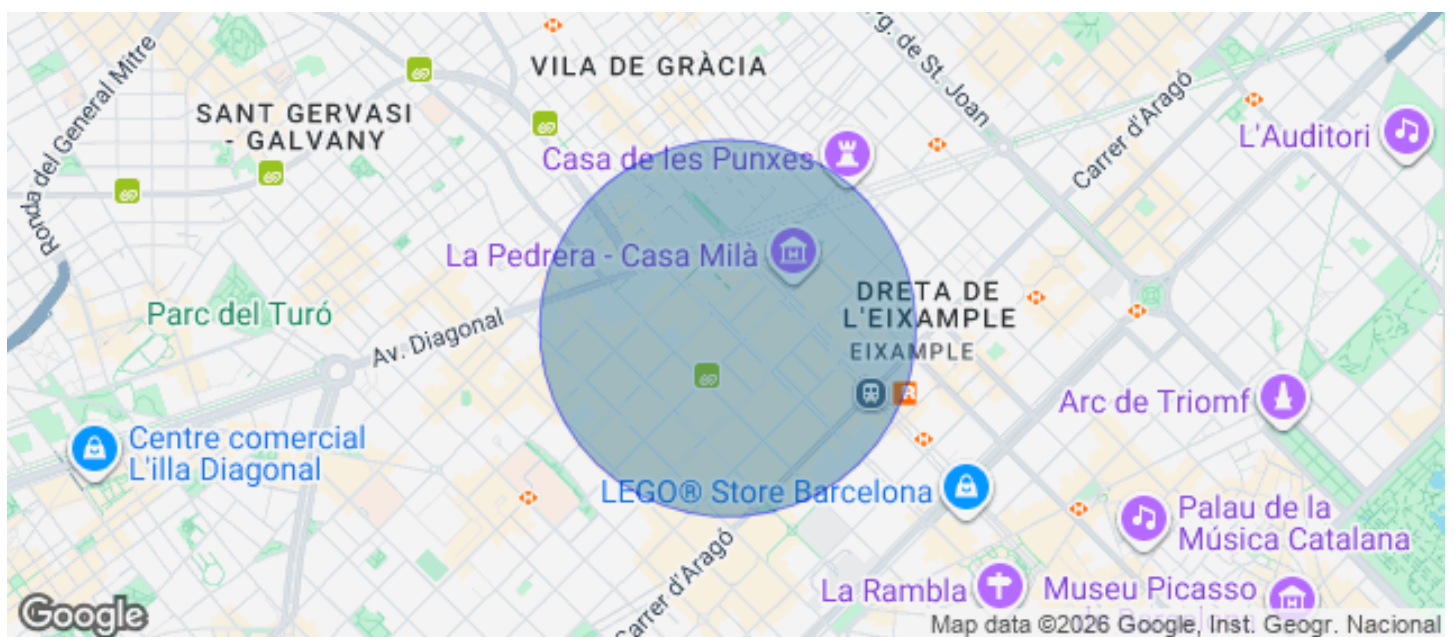 Ronda del General Mitre
VILA DE GRÀCIA
g. de St. Joan
Carrer d'Aragó
SANT GERVASI
- GALVANY
L'Auditori
Casa de les Punxes
La Pedrera - Casa Milà
DRETA DE
L'EIXAMPLE
EIXAMPLE
Parc del Turó
Av. Diagonal
Arc de Triomf
Centre comercial
L'illa Diagonal
LEGO® Store Barcelona
Palau de la
Música Catalana
Carrer d'Aragó
La Rambla
Museu Picasso
Google
Map data ©2026 Google, Inst. Geogr. Nacional